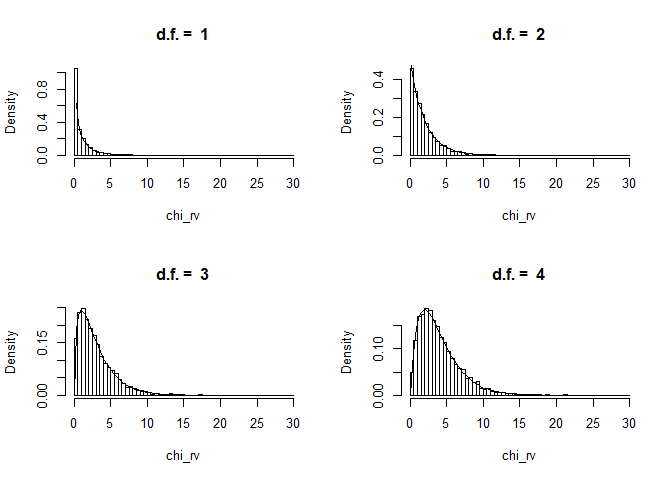 d.f. = 1
Density
0.0 0.4 0.8
0 5 10 15 20 25 30
chi_rv
d.f. = 2
Density
0.0 0.2 0.4
0 5 10 15 20 25 30
chi_rv
d.f. = 3
Density
0.00 0.15
0 5 10 15 20 25 30
chi_rv
d.f. = 4
Density
0.00 0.10
0 5 10 15 20 25 30
chi_rv